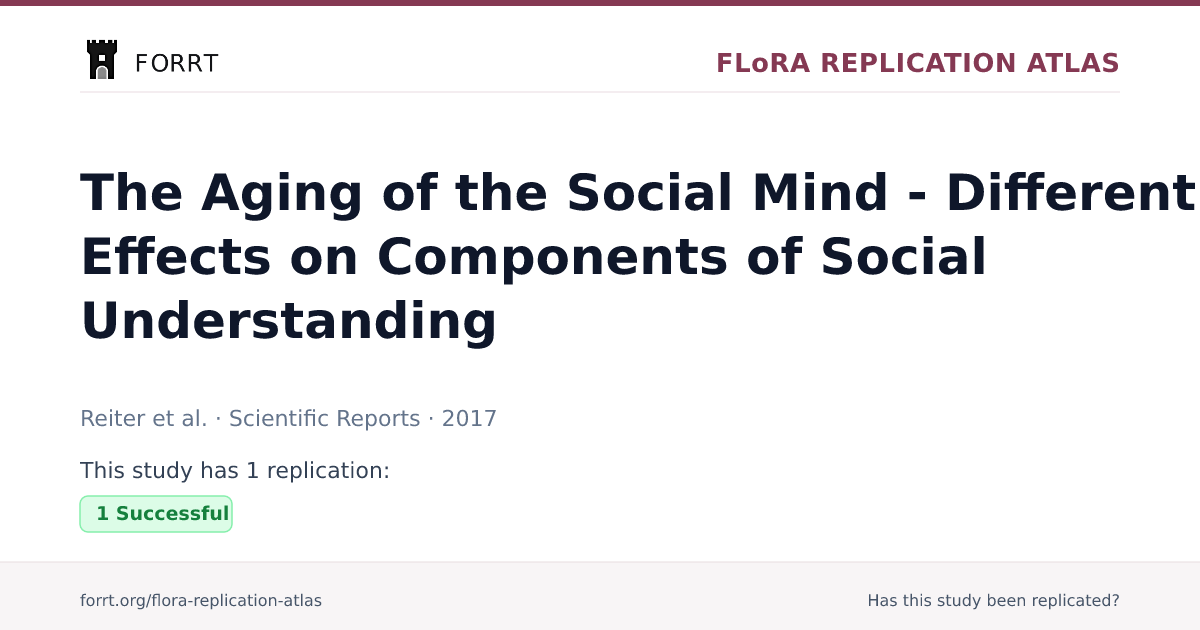 FORRT
FLoRA REPLICATION ATLAS
The Aging of the Social Mind - Different
Effects on Components of Social
Understanding
Reiter et al. · Scientific Reports · 2017
This study has 1 replication:
1 Successful
forrt.org/flora-replication-atlas
Has this study been replicated?